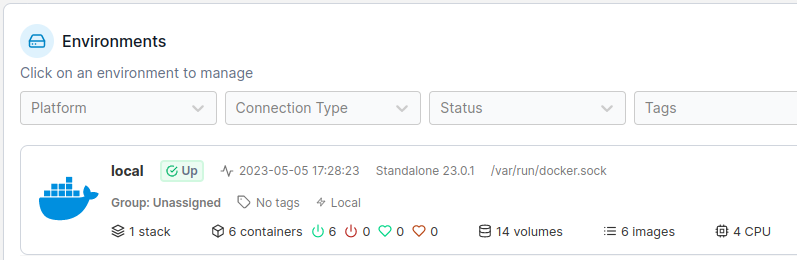 Environments
Click on an environment to manage
Platform Connection Type Status Tags
local Up 2023-05-05 17:28:23 Standalone 23.0.1 /var/run/docker.sock
Group: Unassigned No tags Local
1 stack 6 containers 6 0 0 0 14 volumes 6 images 4 CPU